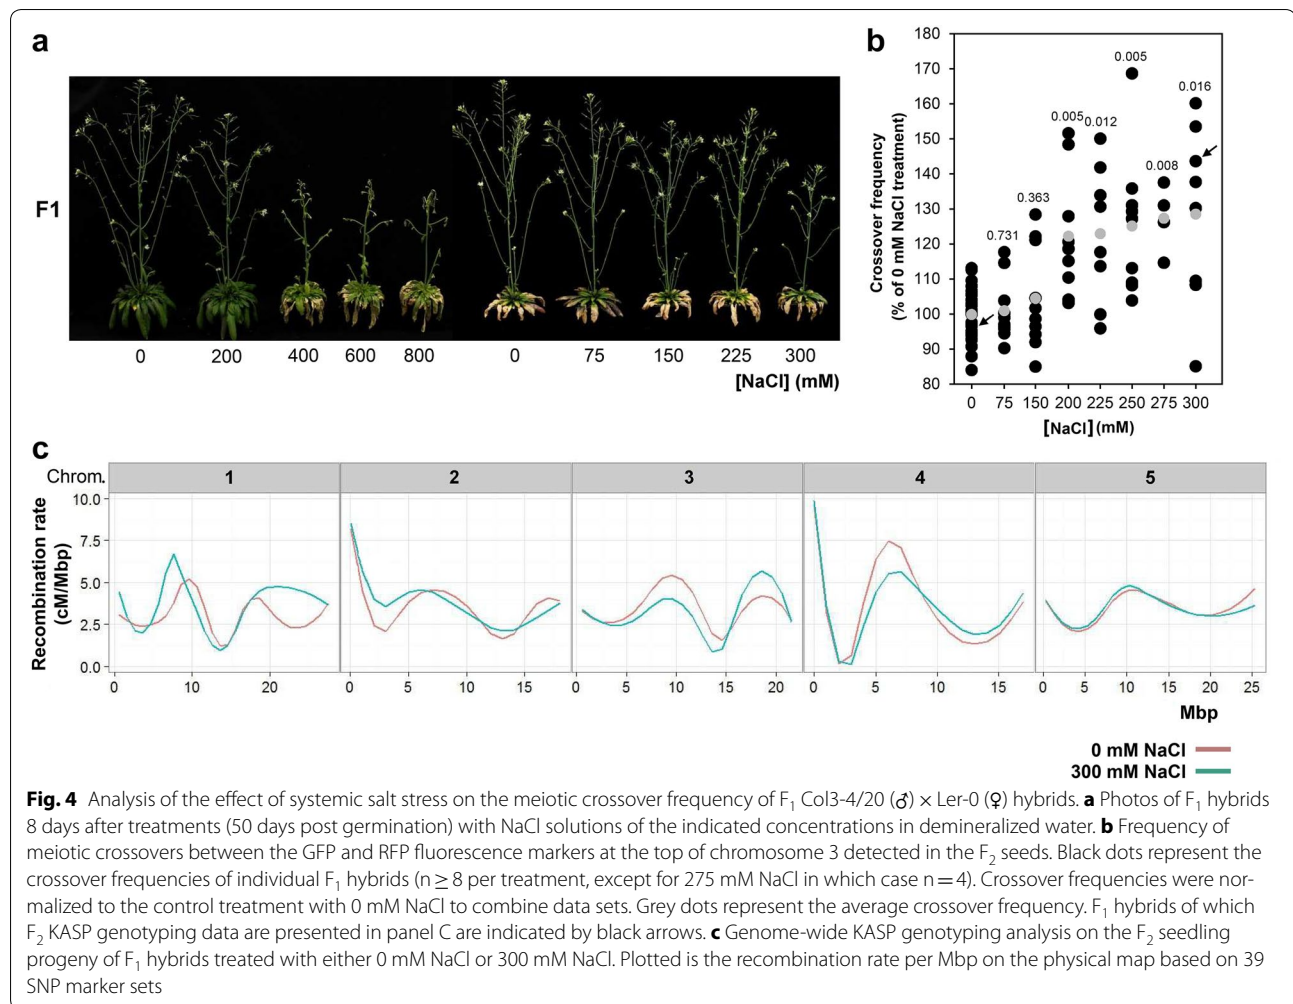 a
F1
0 200 400 600 800 0 75 150 225 300
[NaCl] (mM)
b
Crossover frequency
(% of 0 mM NaCl treatment)
180
170
160
150
140
130
120
110
100
90
80
0.731
0.363
0.005
0.012
0.005
0.008
0.016
0 75 150 200 225 250 275 300
[NaCl] (mM)
c
Chrom. 1 2 3 4 5
Recombination rate
(cM/Mbp)
10.0
7.5
5.0
2.5
0.0
0 10 20 0 5 10 15 0 5 10 15 20 0 5 10 15 0 5 10 15 20 25
Mbp
0 mM NaCl
300 mM NaCl
Fig. 4 Analysis of the effect of systemic salt stress on the meiotic crossover frequency of F1 Col3-4/20 (♂) × Ler-0 (♀) hybrids. a Photos of F1 hybrids
8 days after treatments (50 days post germination) with NaCl solutions of the indicated concentrations in demineralized water. b Frequency of
meiotic crossovers between the GFP and RFP fluorescence markers at the top of chromosome 3 detected in the F2 seeds. Black dots represent the
crossover frequencies of individual F1 hybrids (n ≥ 8 per treatment, except for 275 mM NaCl in which case n = 4). Crossover frequencies were nor-
malized to the control treatment with 0 mM NaCl to combine data sets. Grey dots represent the average crossover frequency. F1 hybrids of which
F2 KASP genotyping data are presented in panel C are indicated by black arrows. c Genome-wide KASP genotyping analysis on the F2 seedling
progeny of F1 hybrids treated with either 0 mM NaCl or 300 mM NaCl. Plotted is the recombination rate per Mbp on the physical map based on 39
SNP marker sets